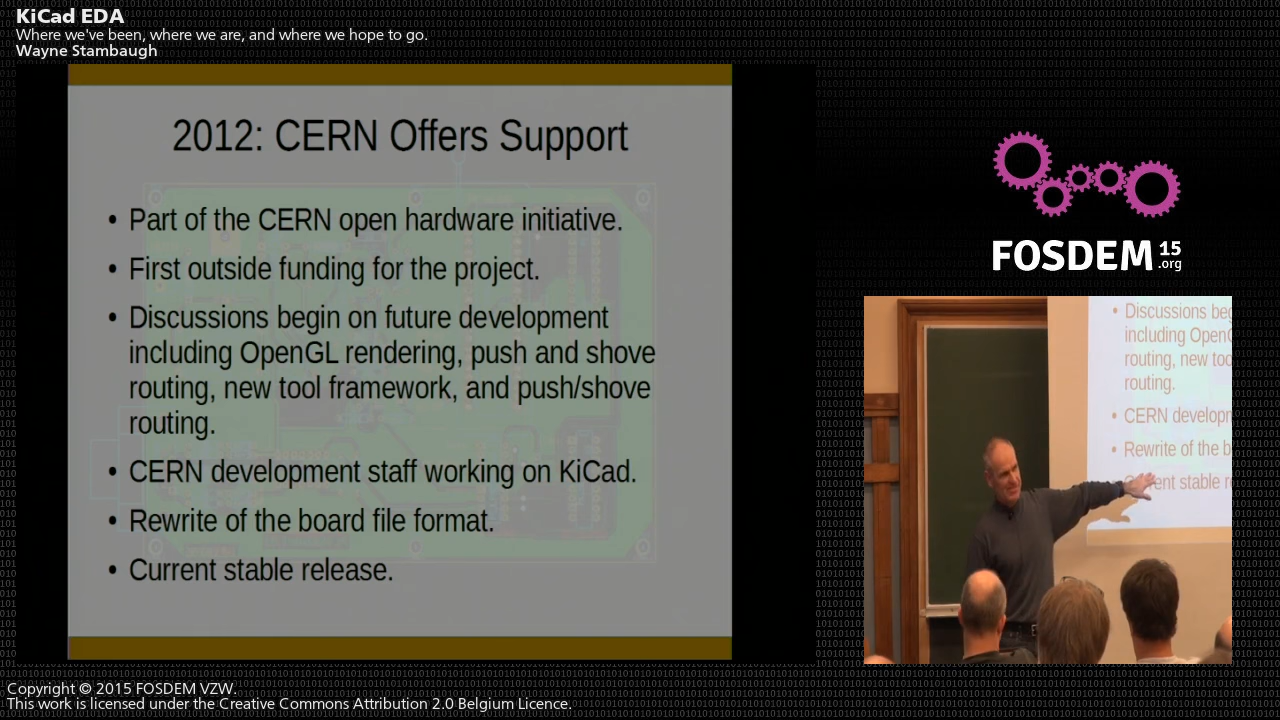 KiCad EDA
Where we've been, where we are, and where we hope to go.
Wayne Stambaugh
2012: CERN Offers Support
• Part of the CERN open hardware initiative.
• First outside funding for the project.
• Discussions begin on future development
including OpenGL rendering, push and shove
routing, new tool framework, and push/shove
routing.
• CERN development staff working on KiCad.
• Rewrite of the board file format.
• Current stable release.
FOSDEM 15
.org
• Discussions beg
including Open
routing, new too
routing.
• CERN developm
• Rewrite of the b
• Current stable re
Copyright © 2015 FOSDEM VZW.
This work is licensed under the Creative Commons Attribution 2.0 Belgium Licence.